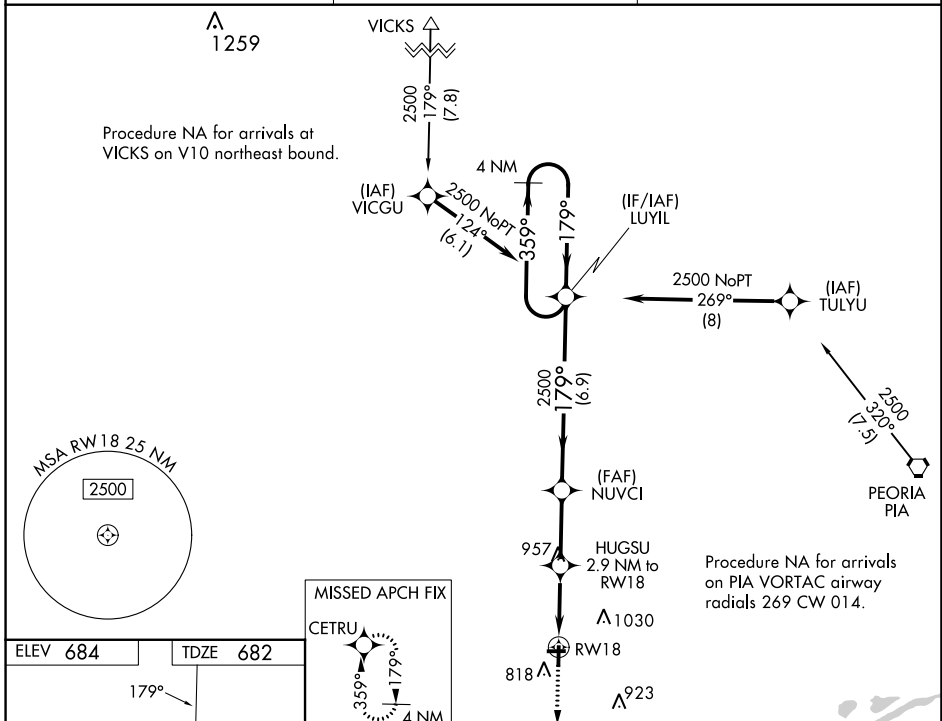 1259
VICKS
2500
179°
(7.8)
Procedure NA for arrivals at
VICKS on V10 northeast bound.
4 NM
(IAF)
VICGU
2500 NoPT
124°
(6.1)
359°
179°
(IF/IAF)
LUYIL
2500 NoPT
269°
(8)
(IAF)
TULYU
2500
179°
(6.9)
2500
320°
(7.5)
PEORIA
PIA
MSA RW18 25 NM
2500
(FAF)
NUVCI
957
HUGSU
2.9 NM to
RW18
Procedure NA for arrivals
on PIA VORTAC airway
radials 269 CW 014.
1030
RW18
818
923
MISSED APCH FIX
CETRU
359°
179°
4 NM
ELEV 684
TDZE 682
179°